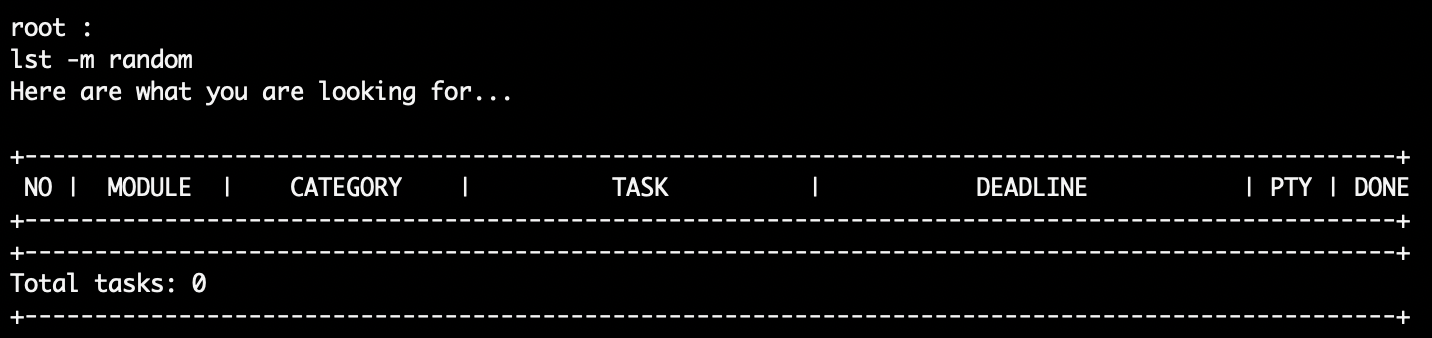 root :
lst -m random
Here are what you are looking for...
+--------------------------------------------------------------------------------------------------+
NO | MODULE | CATEGORY | TASK | DEADLINE | PTY | DONE
+--------------------------------------------------------------------------------------------------+
+--------------------------------------------------------------------------------------------------+
Total tasks: 0
+--------------------------------------------------------------------------------------------------+